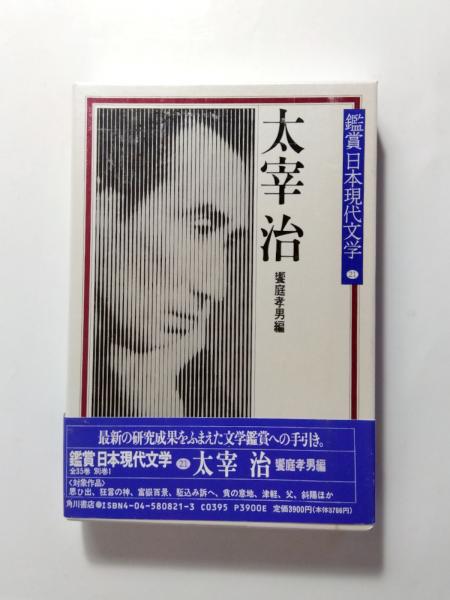 鑑賞 日本現代文学 21
太宰 治
饗庭孝男編
最新の研究成果をふまえた文学鑑賞への手引き。
鑑賞 日本現代文学 21 太宰 治 饗庭孝男編
全35巻 別巻1
〈対象作品〉
思ひ出、狂言の神、富嶽百景、駈込み訴へ、貪の意地、津軽、父、斜陽ほか
角川書店 ISBN4-04-580821-3 C0395 P3900E 定価3900円(本体3786円)